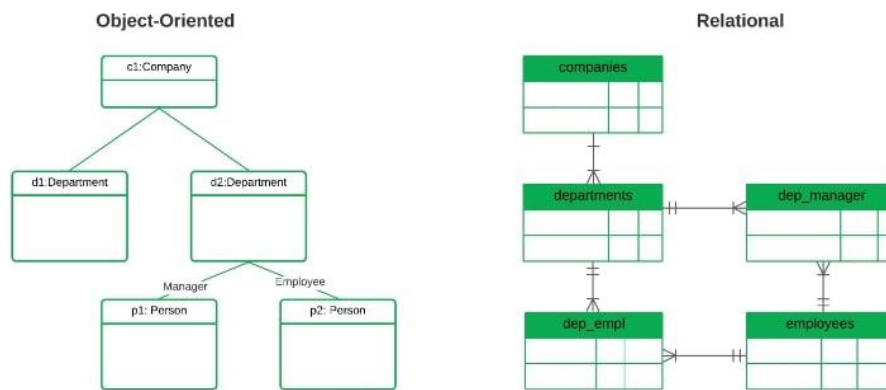 Object-Oriented
Relational
c1:Company
companies
d1:Department
d2:Department
departments
dep_manager
Manager
Employee
p1: Person
p2: Person
dep_empl
employees